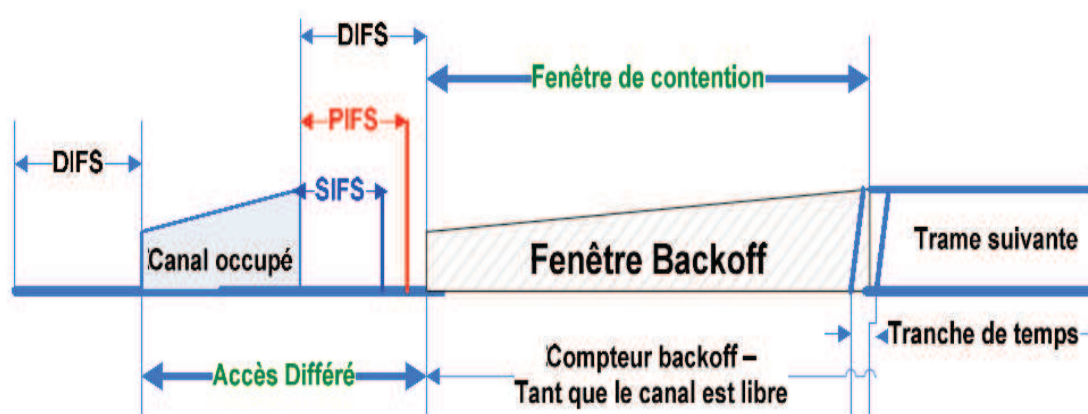 DIFS
Fenêtre de contention
PIFS
DIFS
SIFS
Canal occupé
Fenêtre Backoff
Trame suivante
Tranche de temps
Accès Différé
Compteur backoff –
Tant que le canal est libre